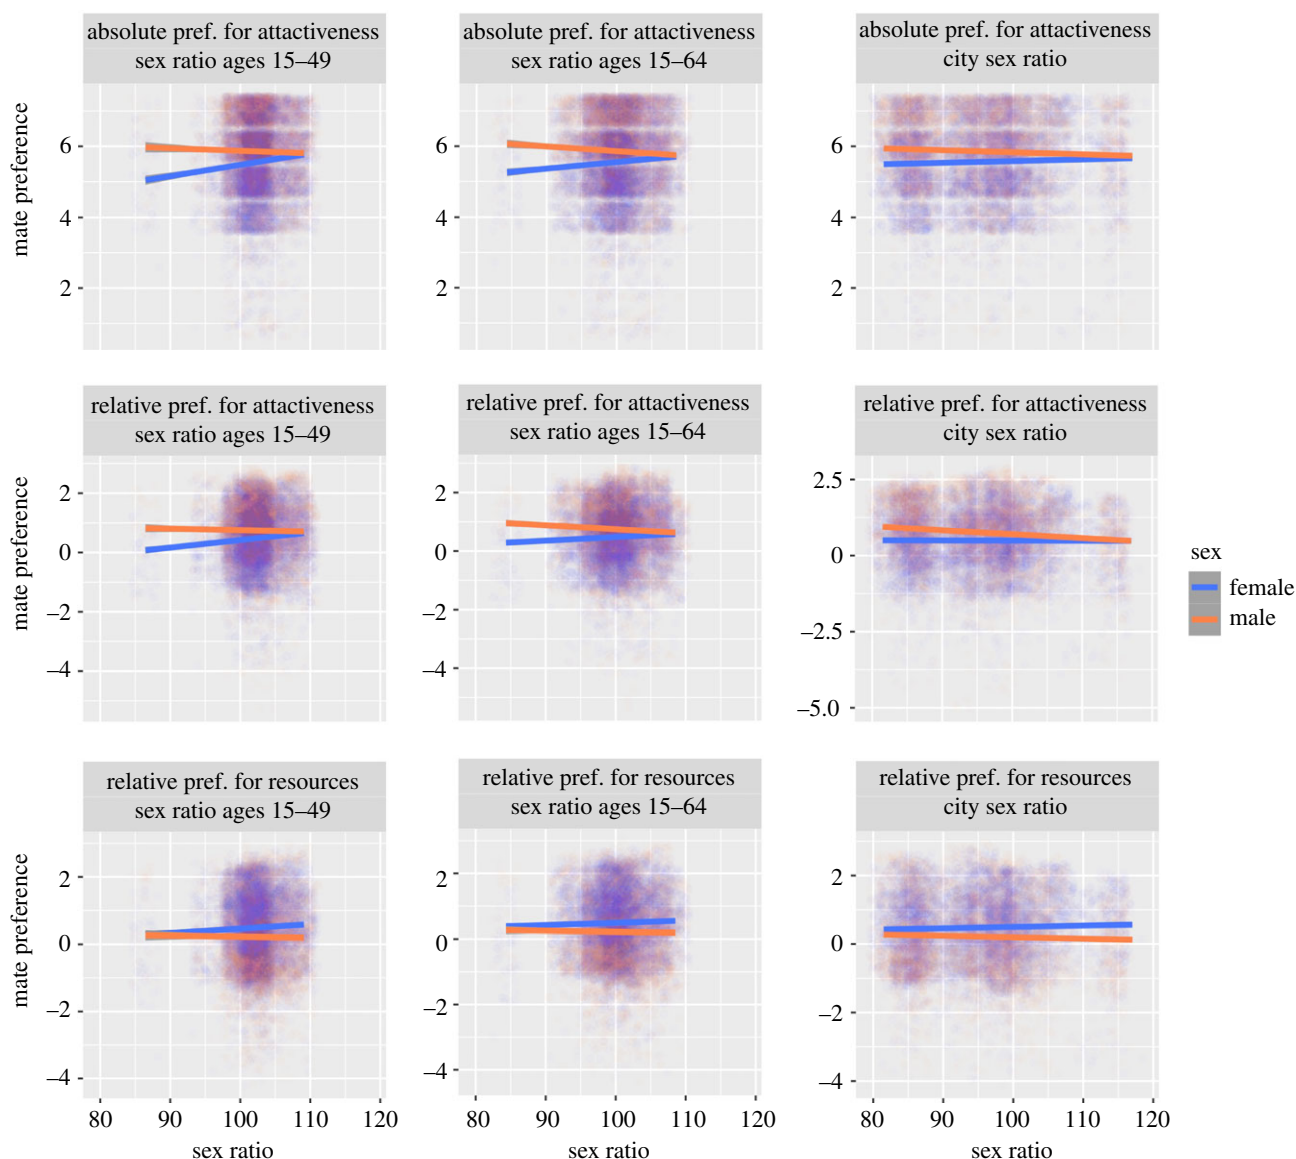 absolute pref. for attactiveness
sex ratio ages 15–49
absolute pref. for attactiveness
sex ratio ages 15–64
absolute pref. for attactiveness
city sex ratio
mate preference
6
4
2
6
4
2
6
4
2
relative pref. for attactiveness
sex ratio ages 15–49
relative pref. for attactiveness
sex ratio ages 15–64
relative pref. for attactiveness
city sex ratio
mate preference
2
0
–2
–4
2
0
–2
–4
2.5
0
–2.5
–5.0
sex
female
male
relative pref. for resources
sex ratio ages 15–49
relative pref. for resources
sex ratio ages 15–64
relative pref. for resources
city sex ratio
mate preference
2
0
–2
–4
2
0
–2
–4
2
0
–2
–4
80 90 100 110 120
80 90 100 110 120
80 90 100 110 120
sex ratio
sex ratio
sex ratio